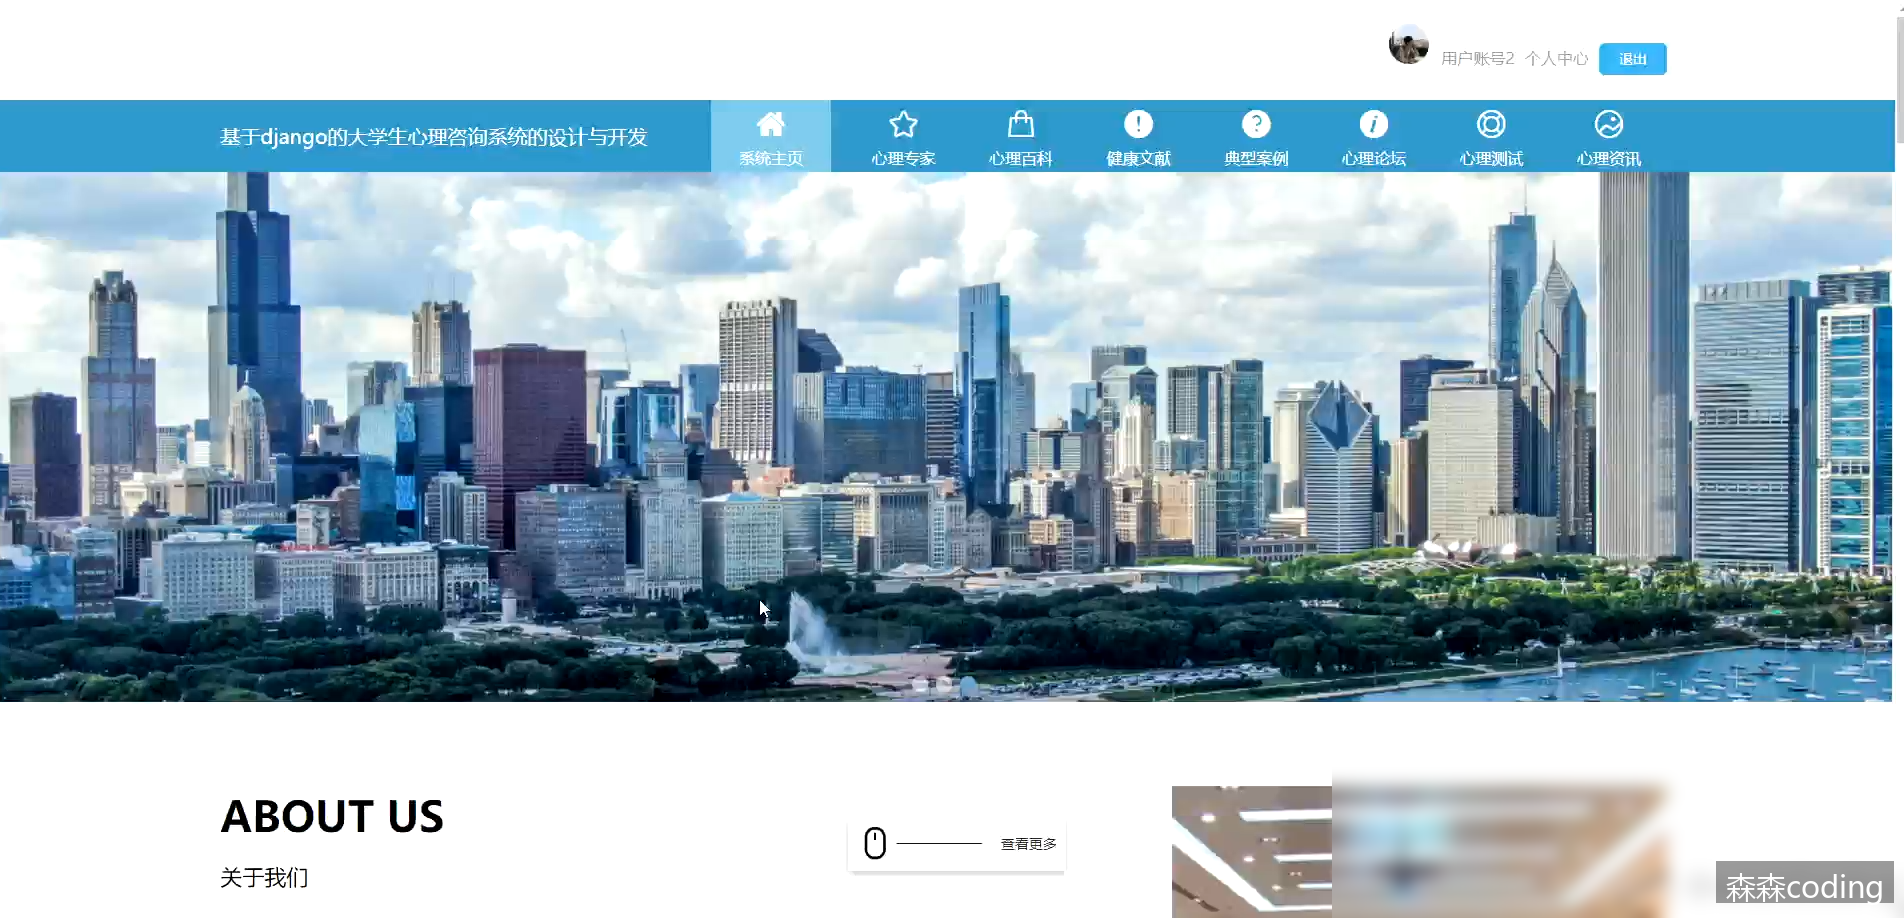 用户账号2 个人中心 退出
基于django的大学生心理咨询系统的设计与开发
系统主页 心理专家 心理百科 健康文献 典型案例 心理论坛 心理测试 心理资讯
ABOUT US
查看更多
关于我们
森森coding